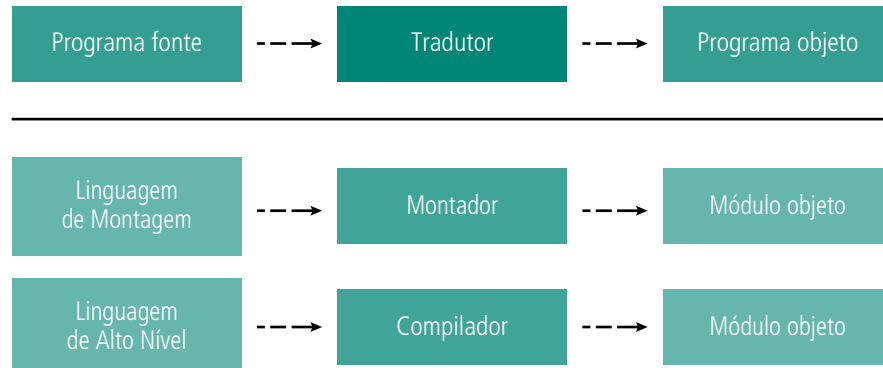 Programa fonte
Tradutor
Programa objeto
Linguagem
de Montagem
Montador
Módulo objeto
Linguagem
de Alto Nível
Compilador
Módulo objeto